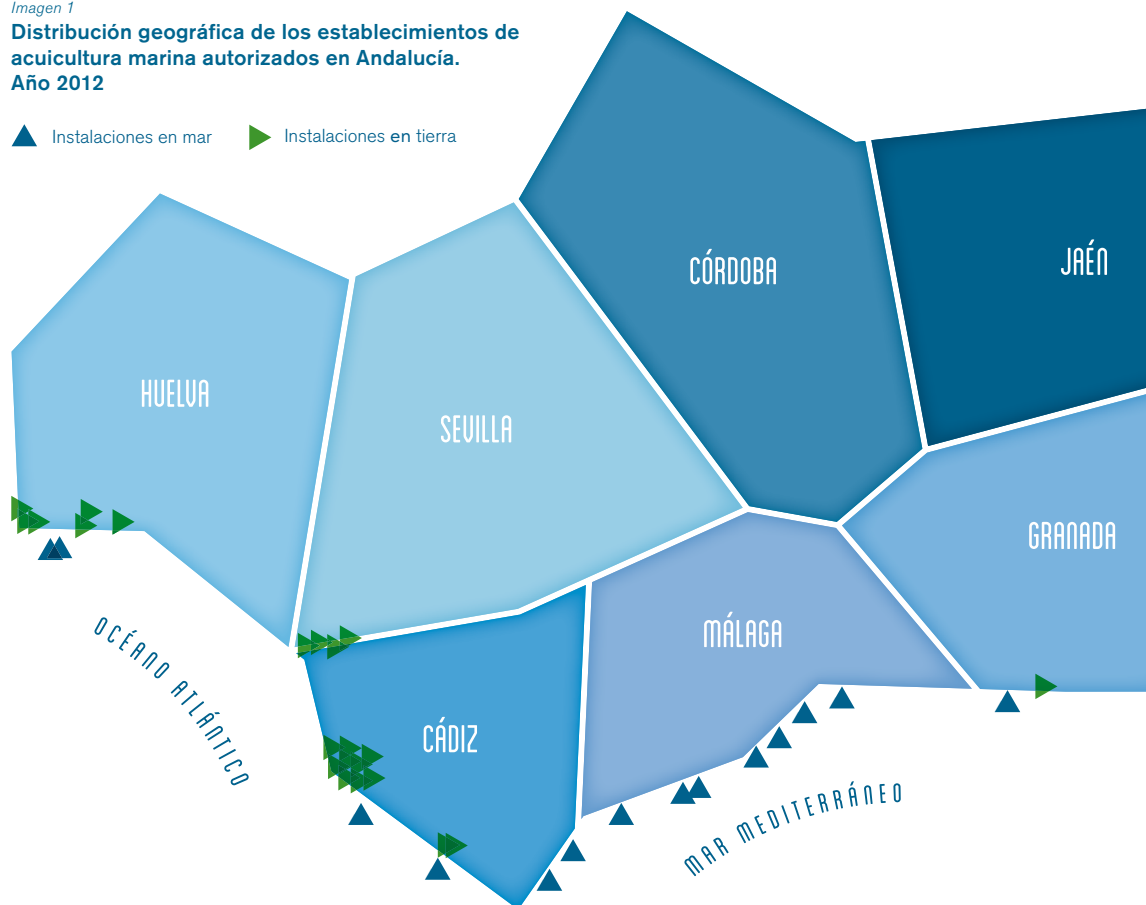 Imagen 1
Distribución geográfica de los establecimientos de
acuicultura marina autorizados en Andalucía.
Año 2012
Instalaciones en mar
Instalaciones en tierra
CÓRDOBA
JAÉN
HUELVA
SEVILLA
GRANADA
MÁLAGA
CÁDIZ
OCÉANO ATLÁNTICO
MAR MEDITERRÁNEO